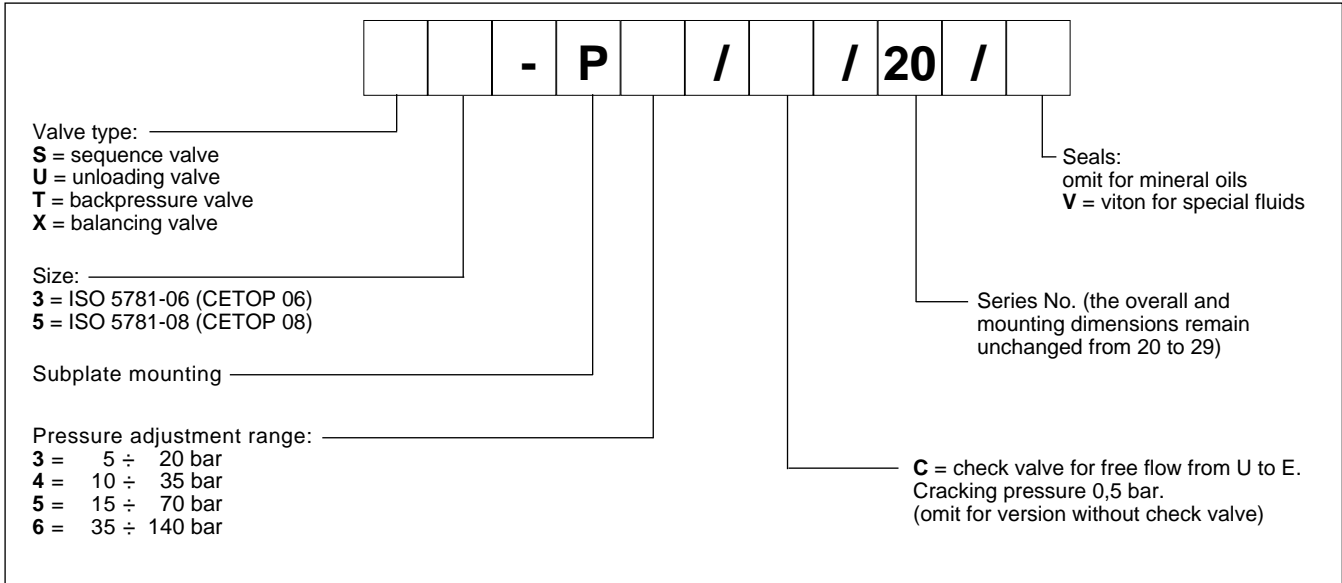 - P / / 20 /
Valve type:
S = sequence valve
U = unloading valve
T = backpressure valve
X = balancing valve
Size:
3 = ISO 5781-06 (CETOP 06)
5 = ISO 5781-08 (CETOP 08)
Subplate mounting
Pressure adjustment range:
3 = 5 ÷ 20 bar
4 = 10 ÷ 35 bar
5 = 15 ÷ 70 bar
6 = 35 ÷ 140 bar
Seals:
omit for mineral oils
V = viton for special fluids
Series No. (the overall and
mounting dimensions remain
unchanged from 20 to 29)
C = check valve for free flow from U to E.
Cracking pressure 0,5 bar.
(omit for version without check valve)